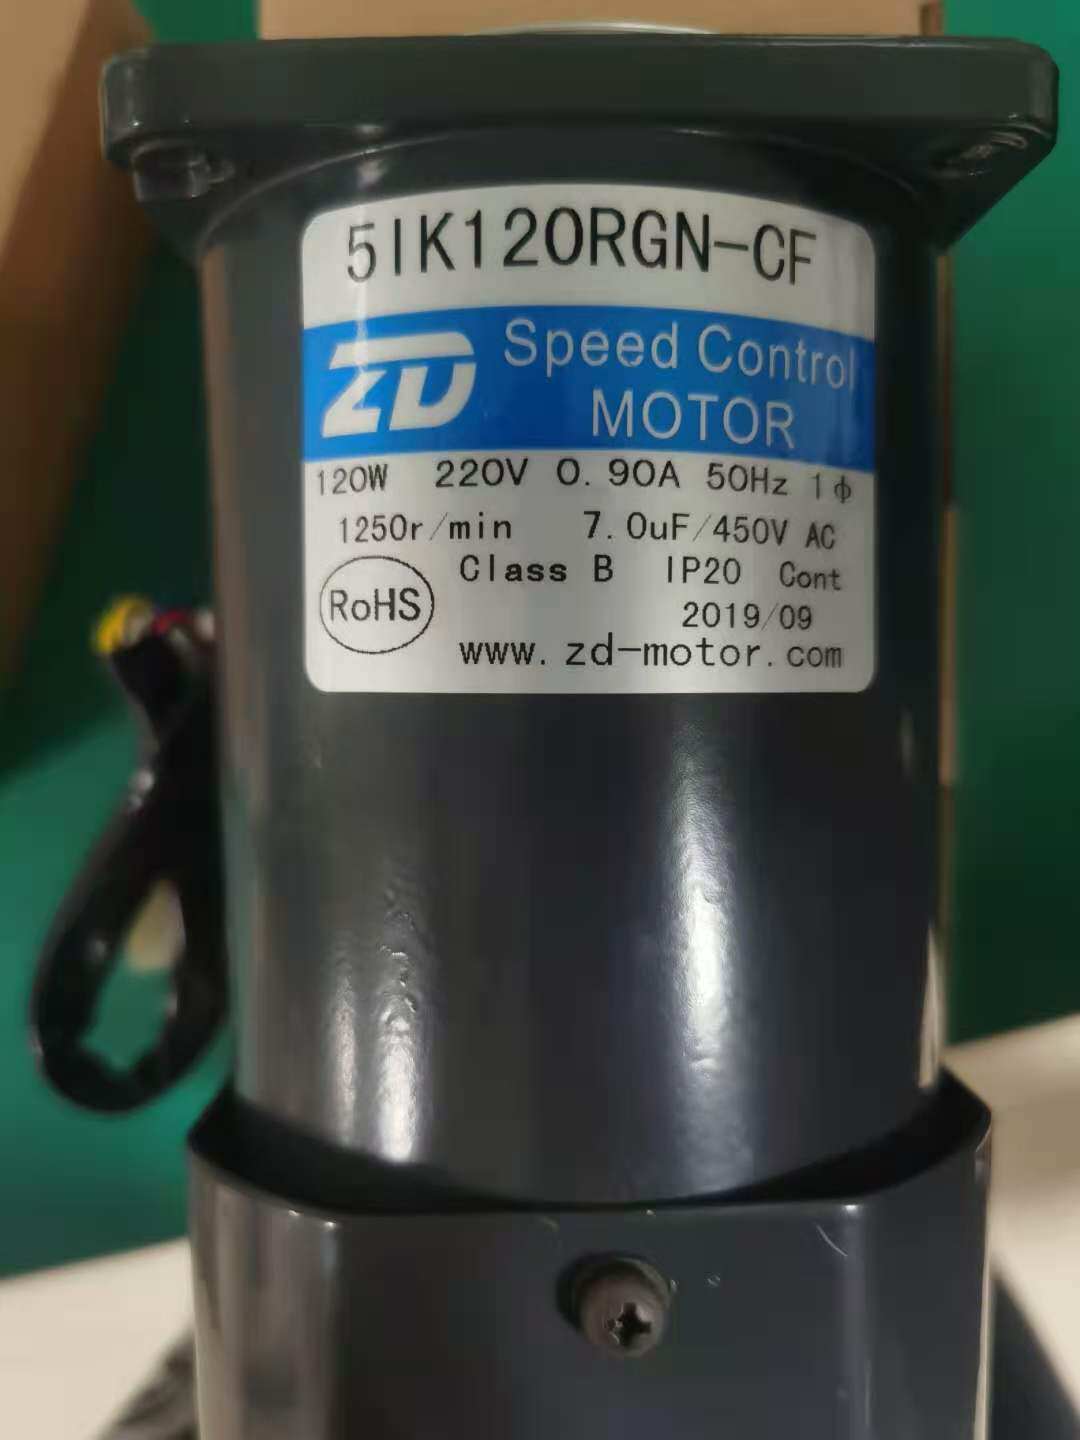 5IK120RGN-CF
ZD Speed Control
MOTOR
120W 220V 0.90A 50Hz 1ϕ
1250r/min 7.0uF/450V AC
Class B IP20 Cont
RoHS 2019/09
www.zd-motor.com